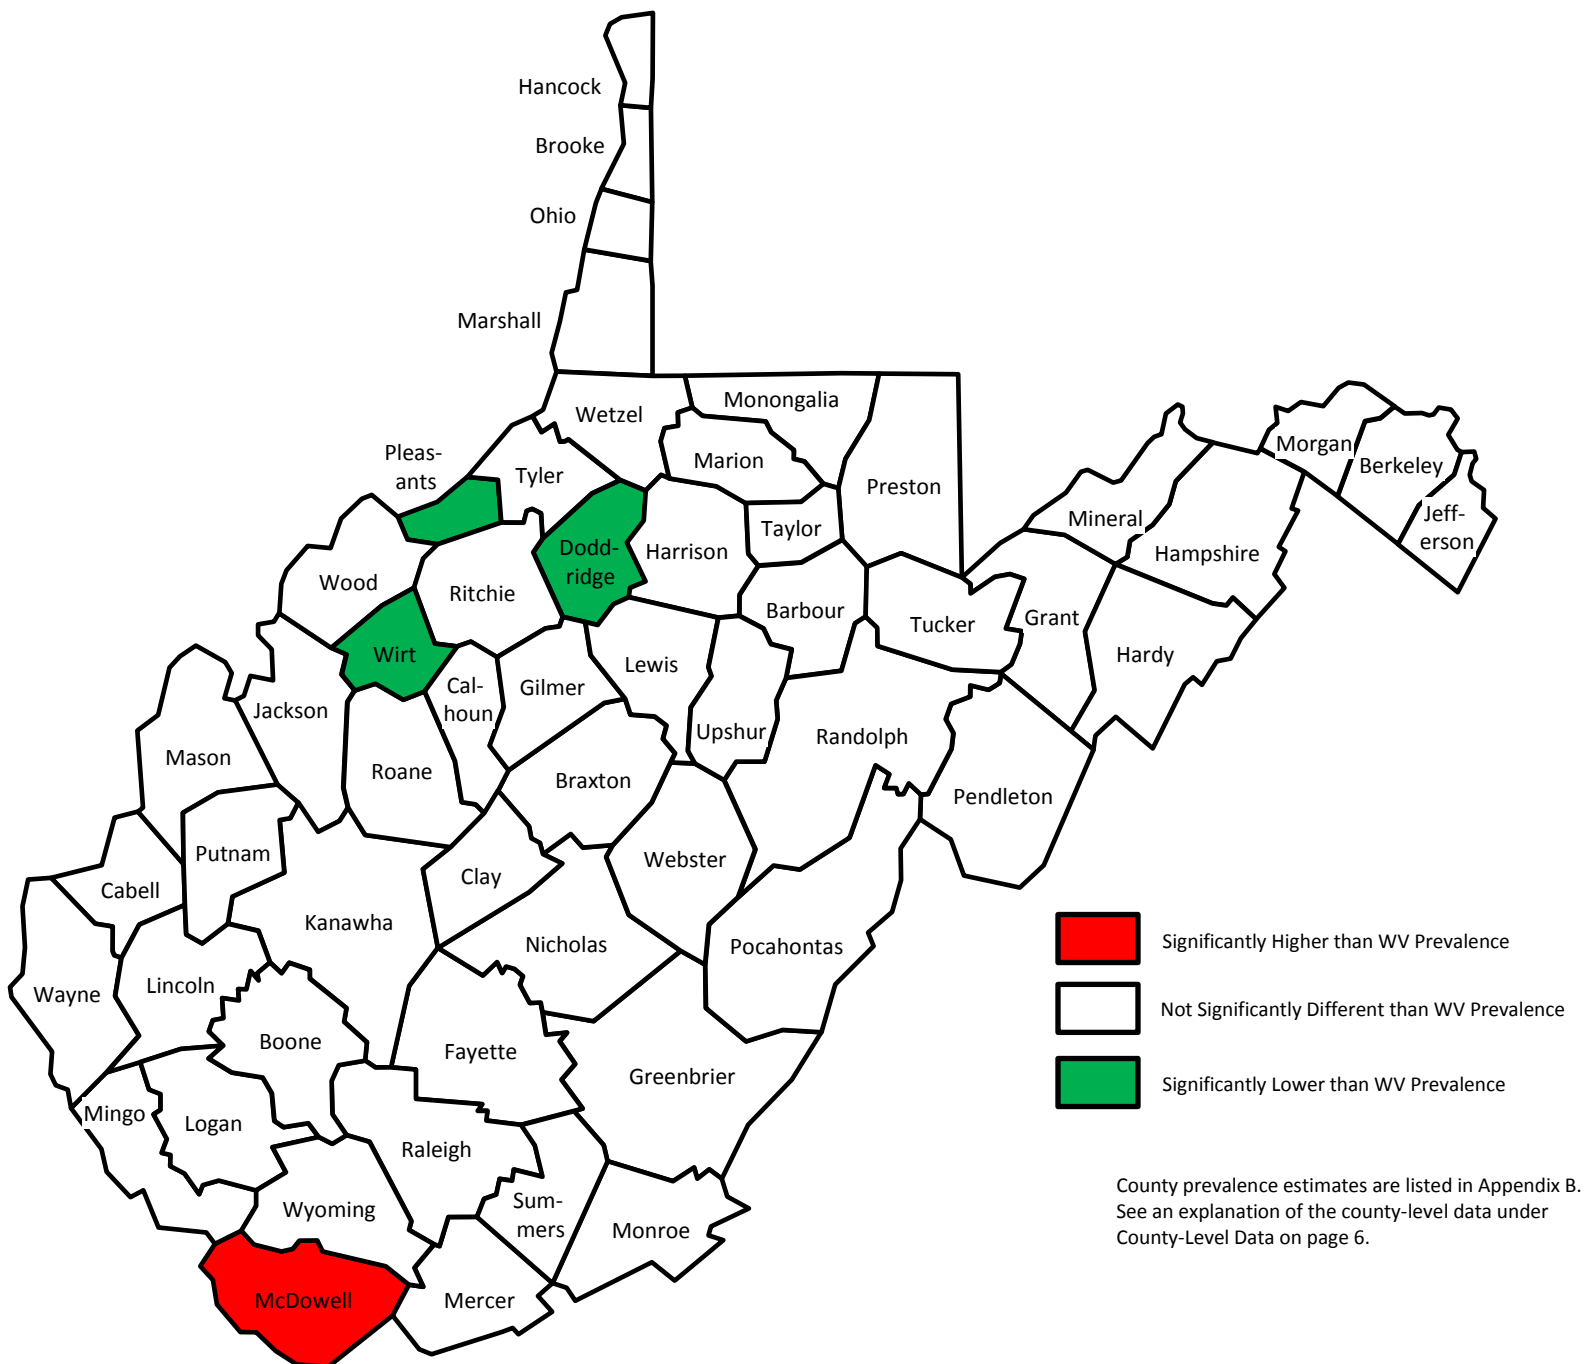 Hancock
Brooke
Ohio
Marshall
Wetzel
Monongalia
Marion
Pleas-
ants
Tyler
Preston
Morgan
Berkeley
Jeff-
erson
Mineral
Hampshire
Taylor
Harrison
Dodd-
ridge
Wood
Ritchie
Barbour
Tucker
Grant
Hardy
Wirt
Lewis
Cal-
houn
Gilmer
Jackson
Upshur
Randolph
Mason
Roane
Braxton
Pendleton
Putnam
Webster
Clay
Cabell
Kanawha
Nicholas
Pocahontas
Significantly Higher than WV Prevalence
Wayne
Lincoln
Not Significantly Different than WV Prevalence
Boone
Fayette
Greenbrier
Significantly Lower than WV Prevalence
Mingo
Logan
Raleigh
Wyoming
Sum-
mers
Monroe
County prevalence estimates are listed in Appendix B.
See an explanation of the county-level data under
County-Level Data on page 6.
McDowell
Mercer